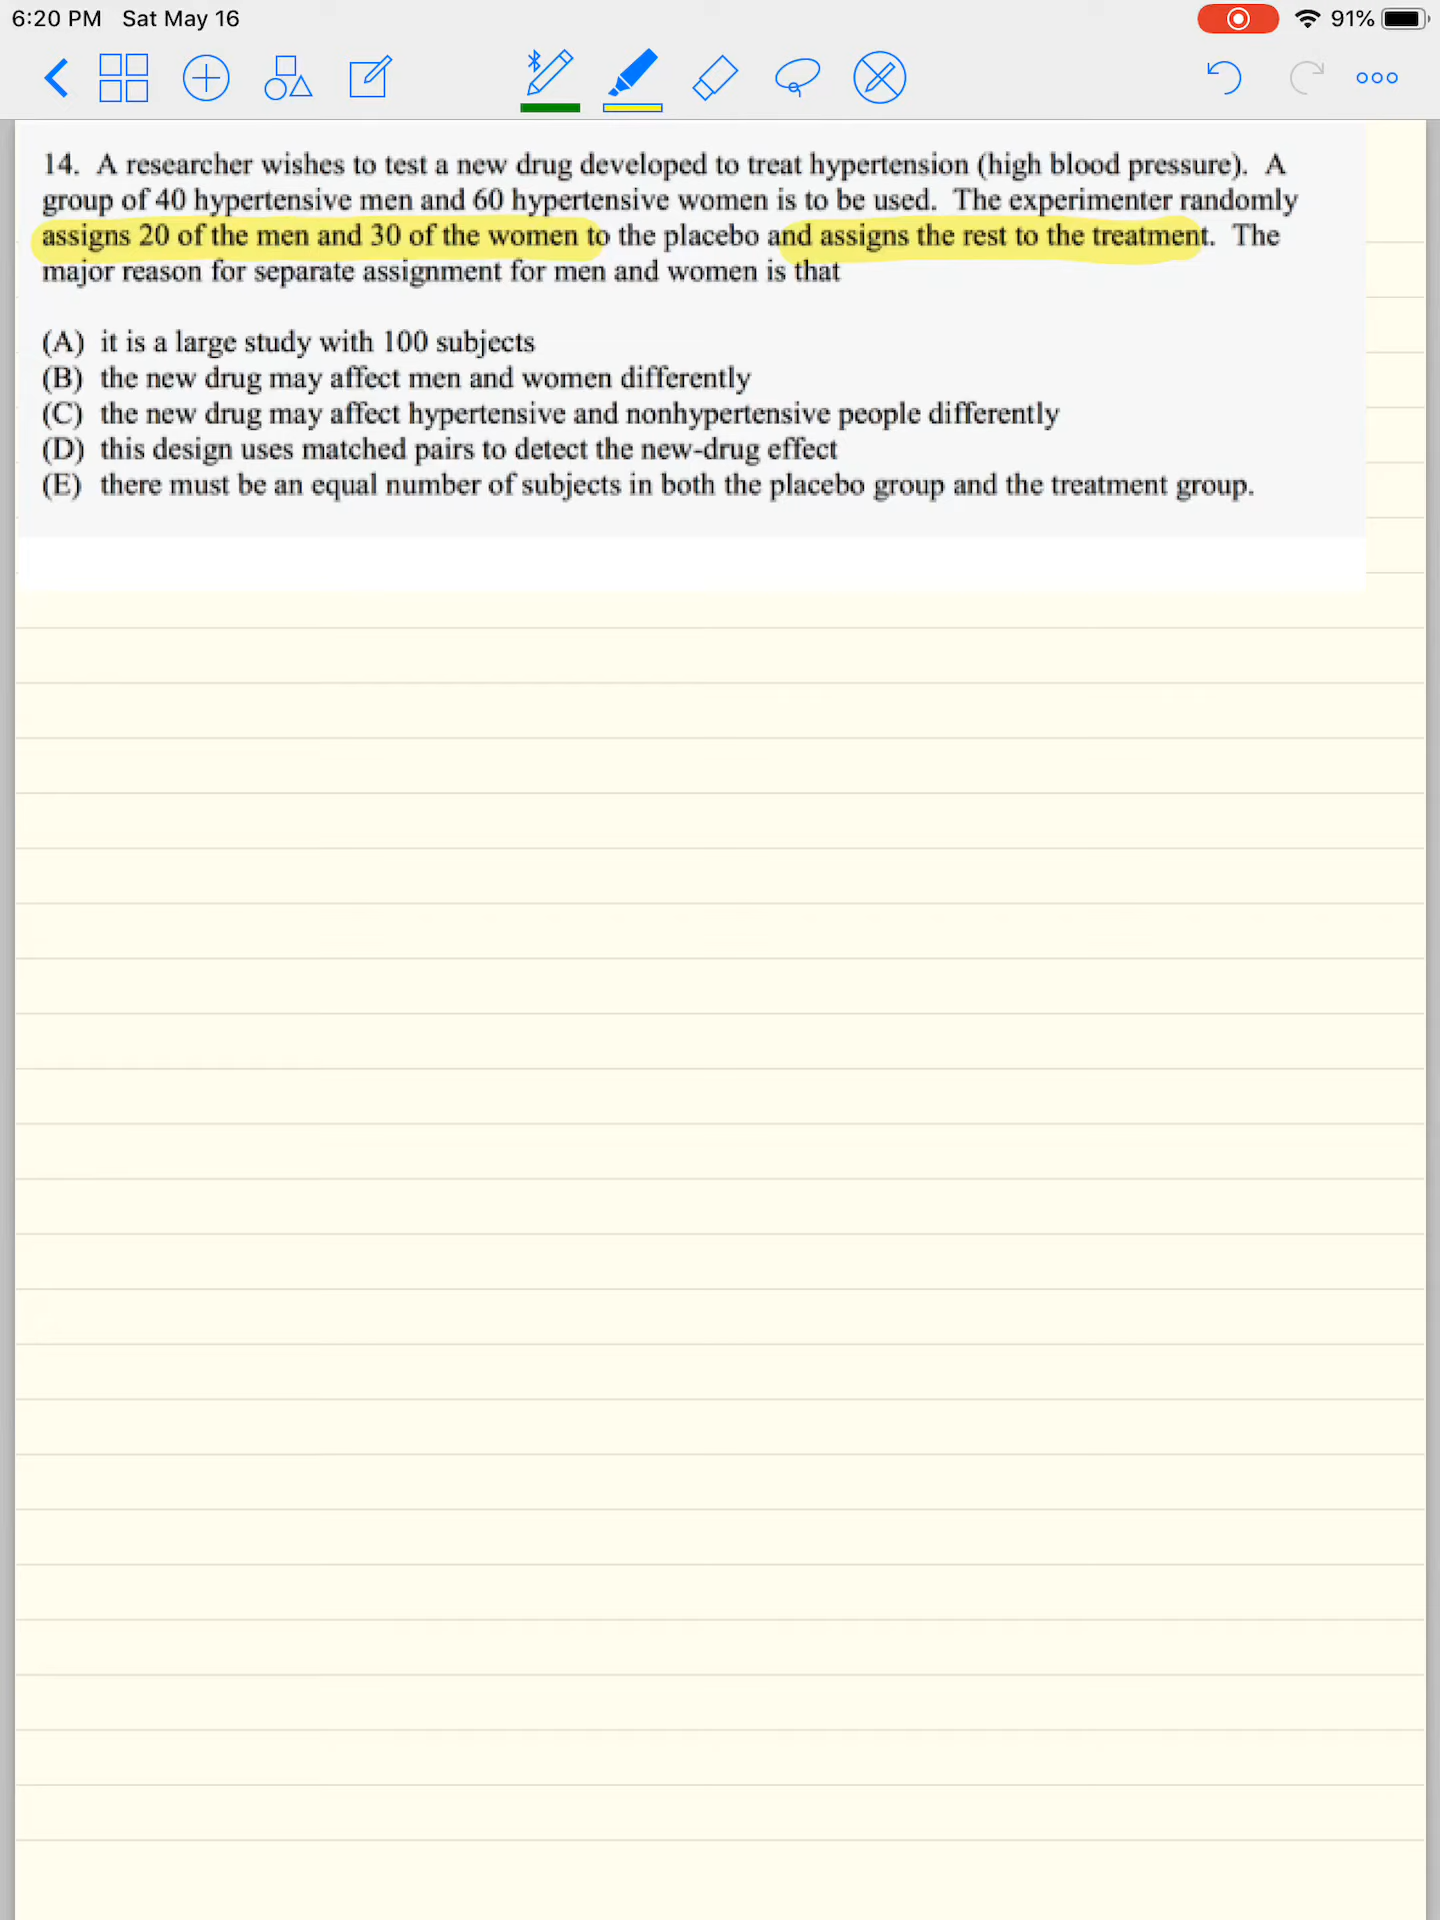 6:20 PM Sat May 16 91%
14. A researcher wishes to test a new drug developed to treat hypertension (high blood pressure). A
group of 40 hypertensive men and 60 hypertensive women is to be used. The experimenter randomly
assigns 20 of the men and 30 of the women to the placebo and assigns the rest to the treatment. The
major reason for separate assignment for men and women is that
(A) it is a large study with 100 subjects
(B) the new drug may affect men and women differently
(C) the new drug may affect hypertensive and nonhypertensive people differently
(D) this design uses matched pairs to detect the new-drug effect
(E) there must be an equal number of subjects in both the placebo group and the treatment group.